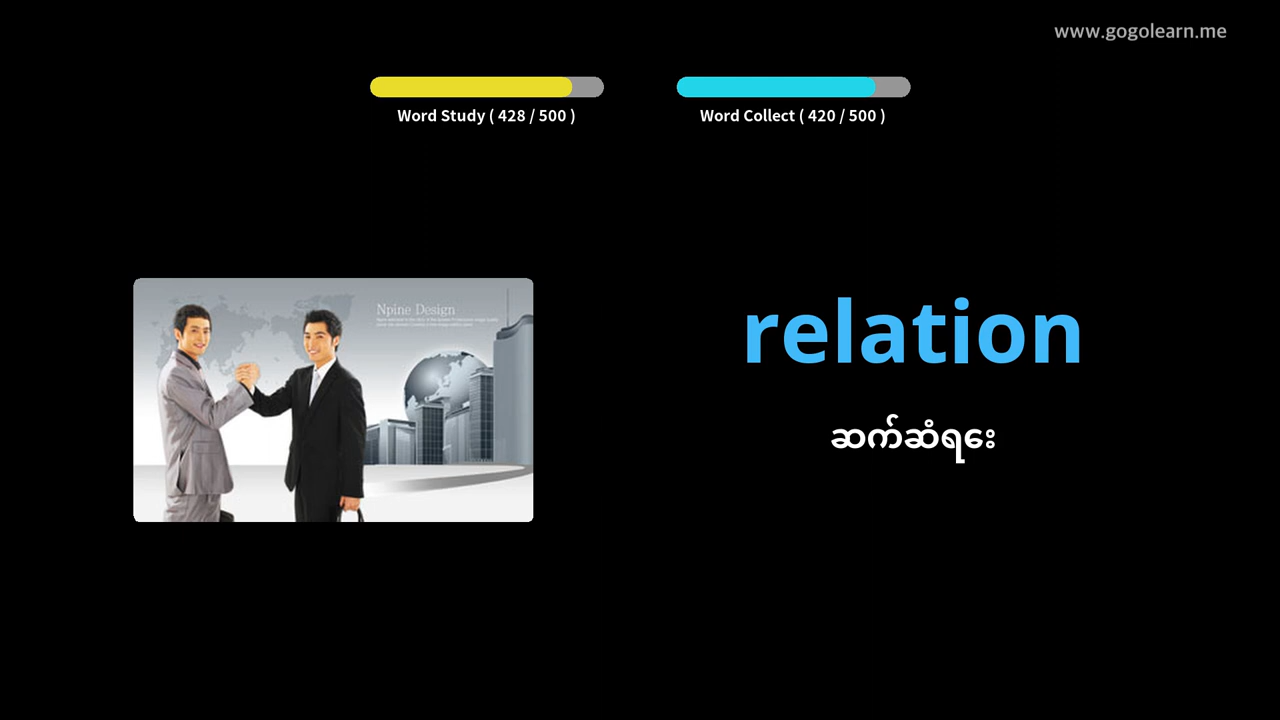 www.gogolearn.me
Word Study ( 428 / 500 )
Word Collect ( 420 / 500 )
Npine Design
relation
ဆက်ဆံရေး